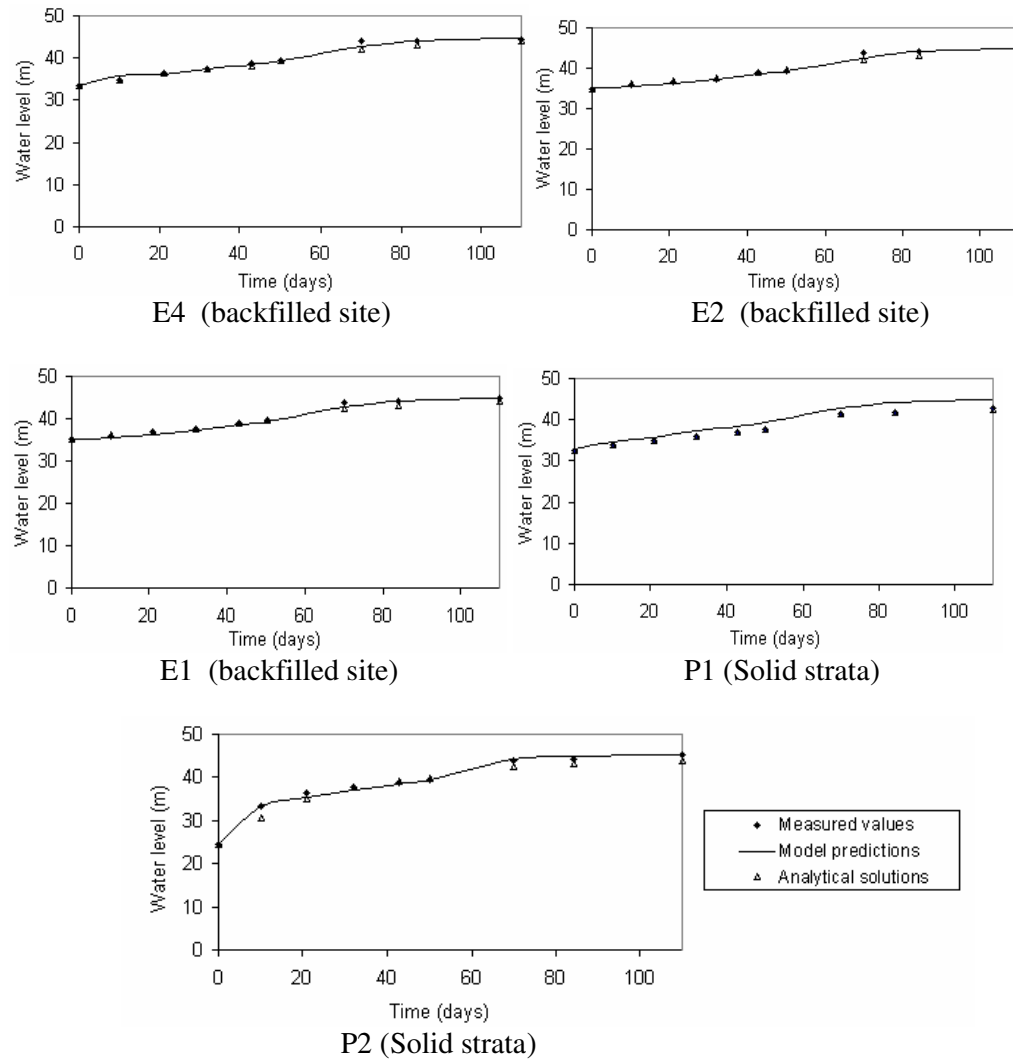 50
40
30
20
10
0
Water level (m)
0 20 40 60 80 100
Time (days)
E4 (backfilled site)
50
40
30
20
10
0
Water level (m)
0 20 40 60 80 100
Time (days)
E2 (backfilled site)
50
40
30
20
10
0
Water level (m)
0 20 40 60 80 100
Time (days)
E1 (backfilled site)
50
40
30
20
10
0
Water level (m)
0 20 40 60 80 100
Time (days)
P1 (Solid strata)
50
40
30
20
10
0
Water level (m)
0 20 40 60 80 100
Time (days)
P2 (Solid strata)
Measured values
Model predictions
Analytical solutions